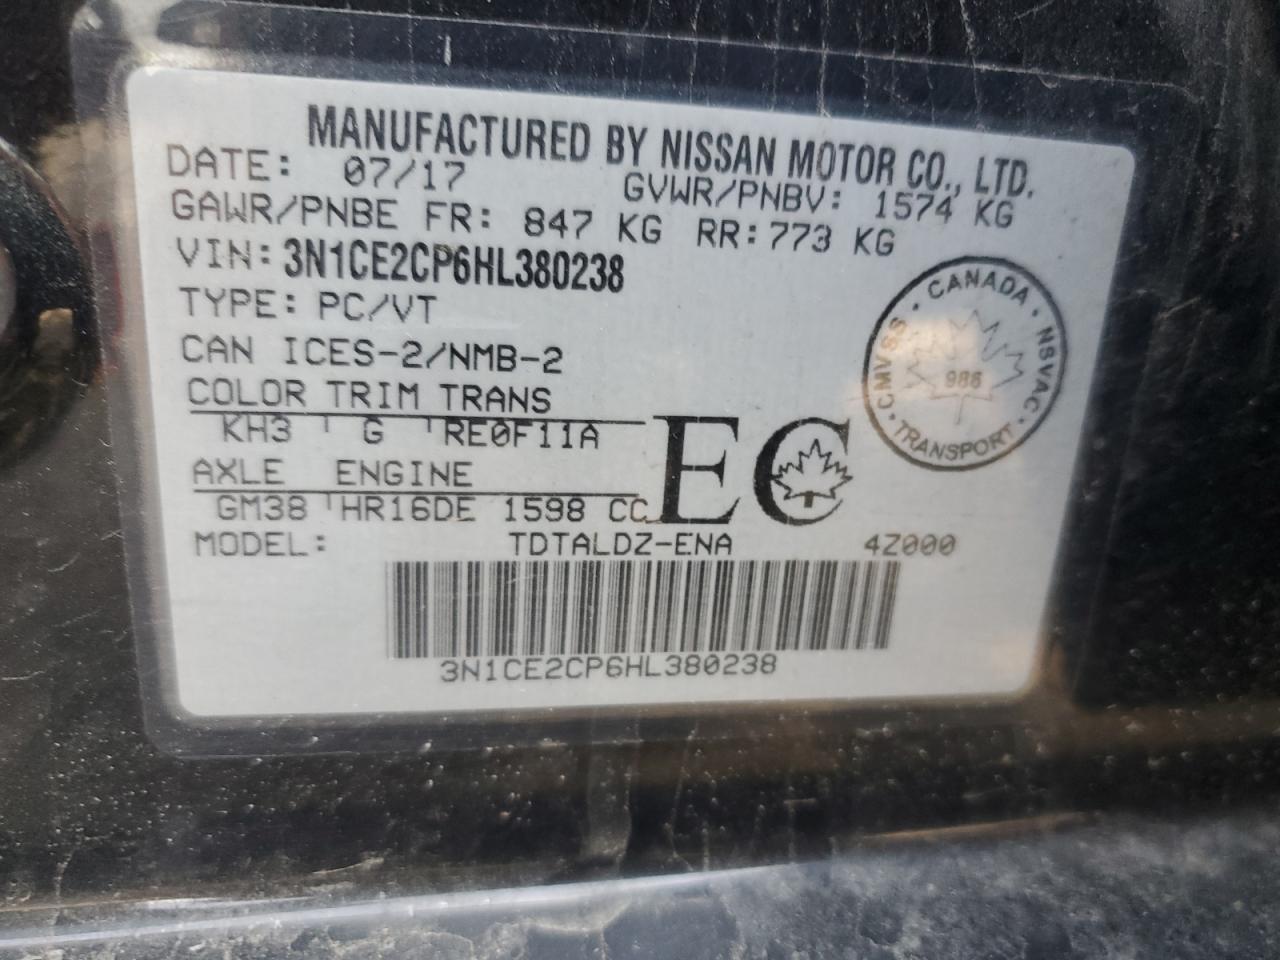 MANUFACTURED BY NISSAN MOTOR CO., LTD.
DATE: 07/17 GVWR/PNBV: 1574 KG
GAWR/PNBE FR: 847 KG RR: 773 KG
VIN: 3N1CE2CP6HL380238
TYPE: PC/VT
CAN ICES-2/NMB-2
COLOR TRIM TRANS
KH3 G RE0F11A
AXLE ENGINE
GM38 HR16DE 1598 CC
EC
CANADA · NSVAC · TRANSPORT · CMVSS ·
986
MODEL: TDTALDZ-ENA 4Z000
3N1CE2CP6HL380238